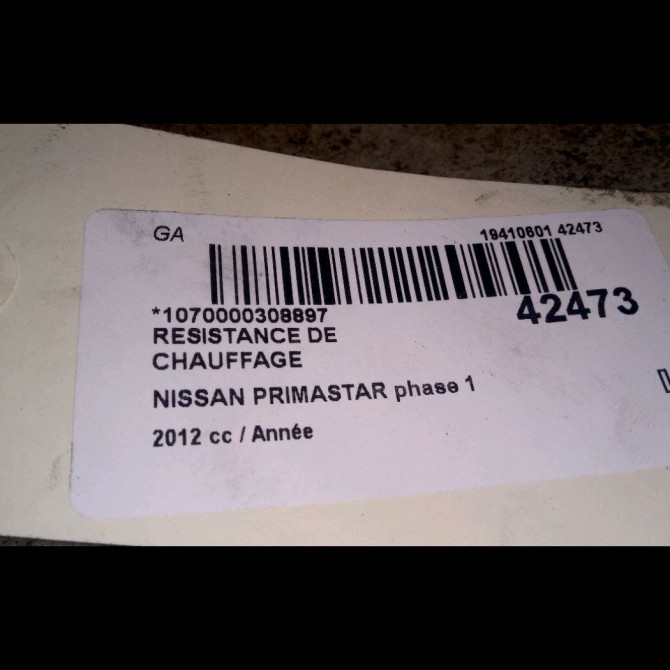 GA
19410601 42473
*1070000308897
42473
RESISTANCE DE
CHAUFFAGE
NISSAN PRIMASTAR phase 1
2012 cc / Année